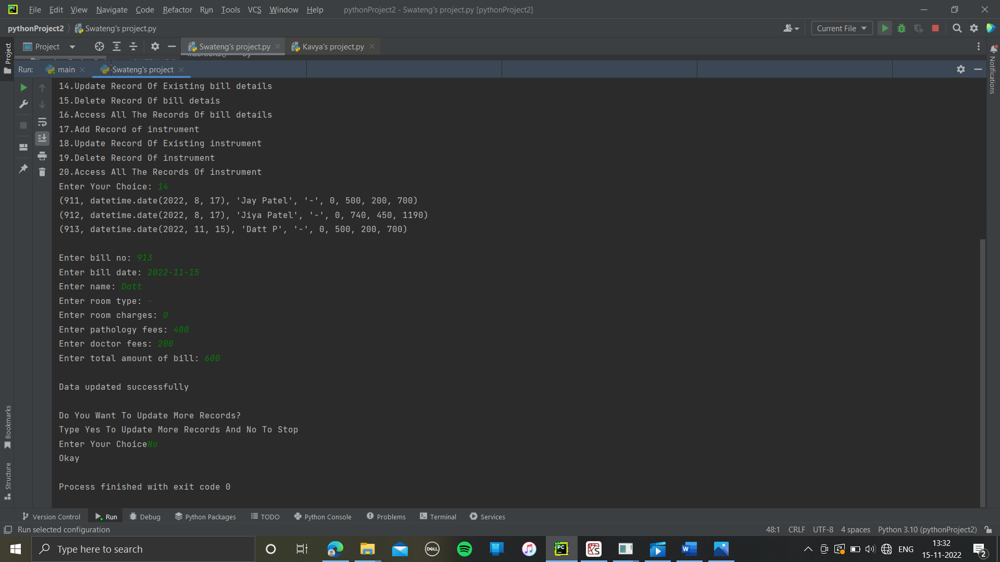 File Edit View Navigate Code Refactor Run Tools VCS Window Help pythonProject2 - Swateng's project.py [pythonProject2]
pythonProject2 Swateng's project.py Current File
Project Swateng's project.py Kavya's project.py
Run: main Swateng's project
Project
Notifications
14.Update Record Of Existing bill details
15.Delete Record Of bill detais
16.Access All The Records Of bill details
17.Add Record of instrument
18.Update Record Of Existing instrument
19.Delete Record Of instrument
20.Access All The Records Of instrument
Enter Your Choice: 14
(911, datetime.date(2022, 8, 17), 'Jay Patel', '-', 0, 500, 200, 700)
(912, datetime.date(2022, 8, 17), 'Jiya Patel', '-', 0, 740, 450, 1190)
(913, datetime.date(2022, 11, 15), 'Datt P', '-', 0, 500, 200, 700)
Enter bill no: 913
Enter bill date: 2022-11-15
Enter name: Datt
Enter room type: -
Enter room charges: 0
Enter pathology fees: 400
Enter doctor fees: 200
Enter total amount of bill: 600
Data updated successfully
Do You Want To Update More Records?
Type Yes To Update More Records And No To Stop
Enter Your ChoiceNo
Okay
Process finished with exit code 0
Bookmarks
Structure
Version Control Run Debug Python Packages TODO Python Console Problems Terminal Services
Run selected configuration 48:1 CRLF UTF-8 4 spaces Python 3.10 (pythonProject2)
Type here to search DELL ENG 13:32
15-11-2022 2